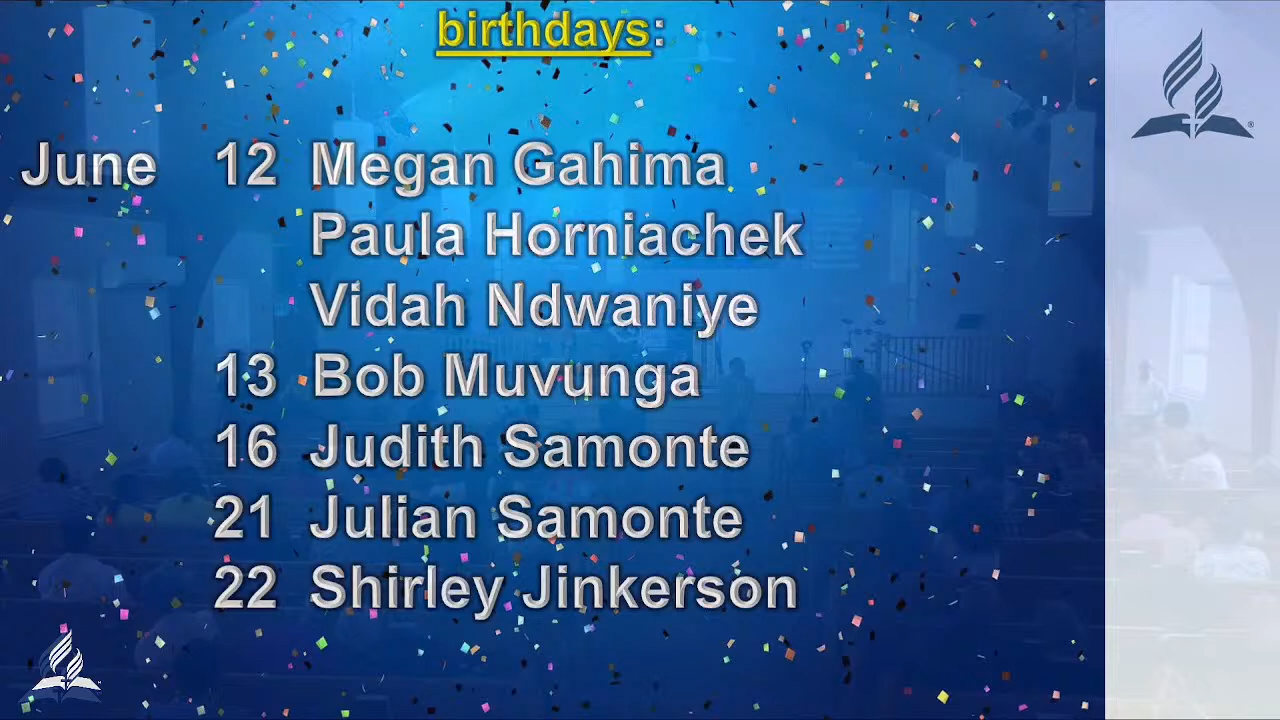 birthdays:
June 12 Megan Gahima
Paula Horniachek
Vidah Ndwaniye
13 Bob Muvunga
16 Judith Samonte
21 Julian Samonte
22 Shirley Jinkerson